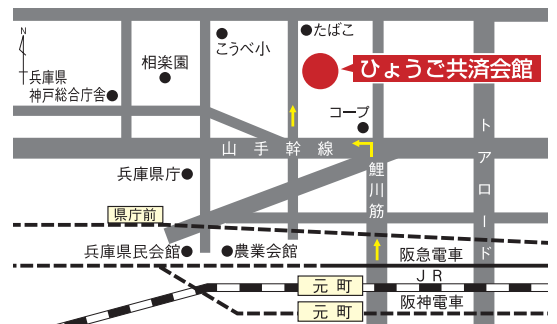 N
たばこ
こうべ小
相楽園
ひょうご共済会館
兵庫県
神戸総合庁舎
コープ
山手幹線
トアロード
兵庫県庁
鯉川筋
県庁前
兵庫県民会館
農業会館
阪急電車
JR
元町
阪神電車
元町